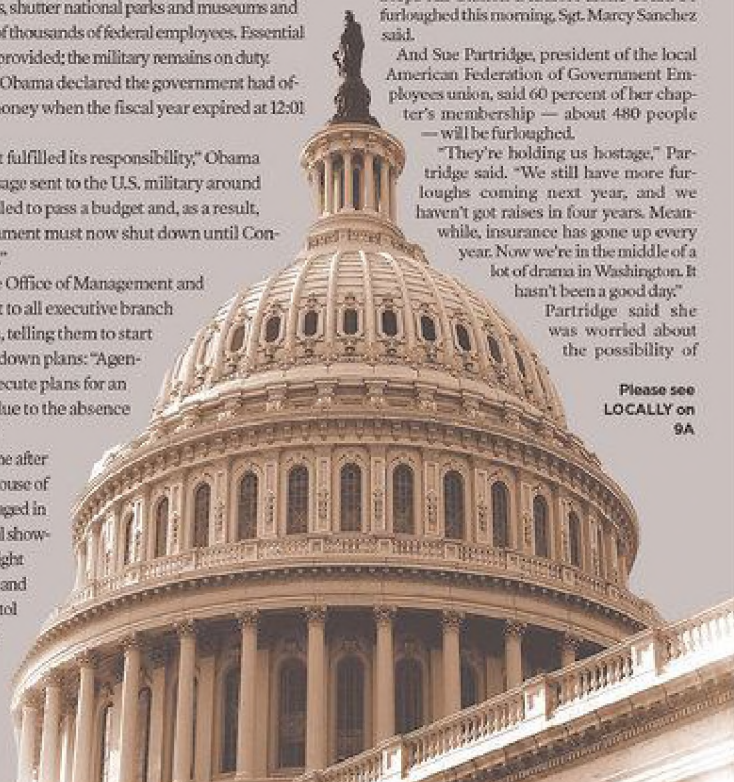 s, shutter national parks and museums and
of thousands of federal employees. Essential
provided; the military remains on duty.
Obama declared the government had of-
oney when the fiscal year expired at 12:01
t fulfilled its responsibility,” Obama
sage sent to the U.S. military around
led to pass a budget and, as a result,
nment must now shut down until Con-
”
e Office of Management and
t to all executive branch
, telling them to start
down plans: “Agen-
ecute plans for an
due to the absence
ne after
ouse of
aged in
l show-
ight
and
tol
furloughed this morning, Sgt. Marcy Sanchez
said.
And Sue Partridge, president of the local
American Federation of Government Em-
ployees union, said 60 percent of her chap-
ter’s membership — about 480 people
— will be furloughed.
“They’re holding us hostage,” Par-
tridge said. “We still have more fur-
loughs coming next year, and we
haven’t got raises in four years. Mean-
while, insurance has gone up every
year. Now we’re in the middle of a
lot of drama in Washington. It
hasn’t been a good day.”
Partridge said she
was worried about
the possibility of
Please see
LOCALLY on
9A